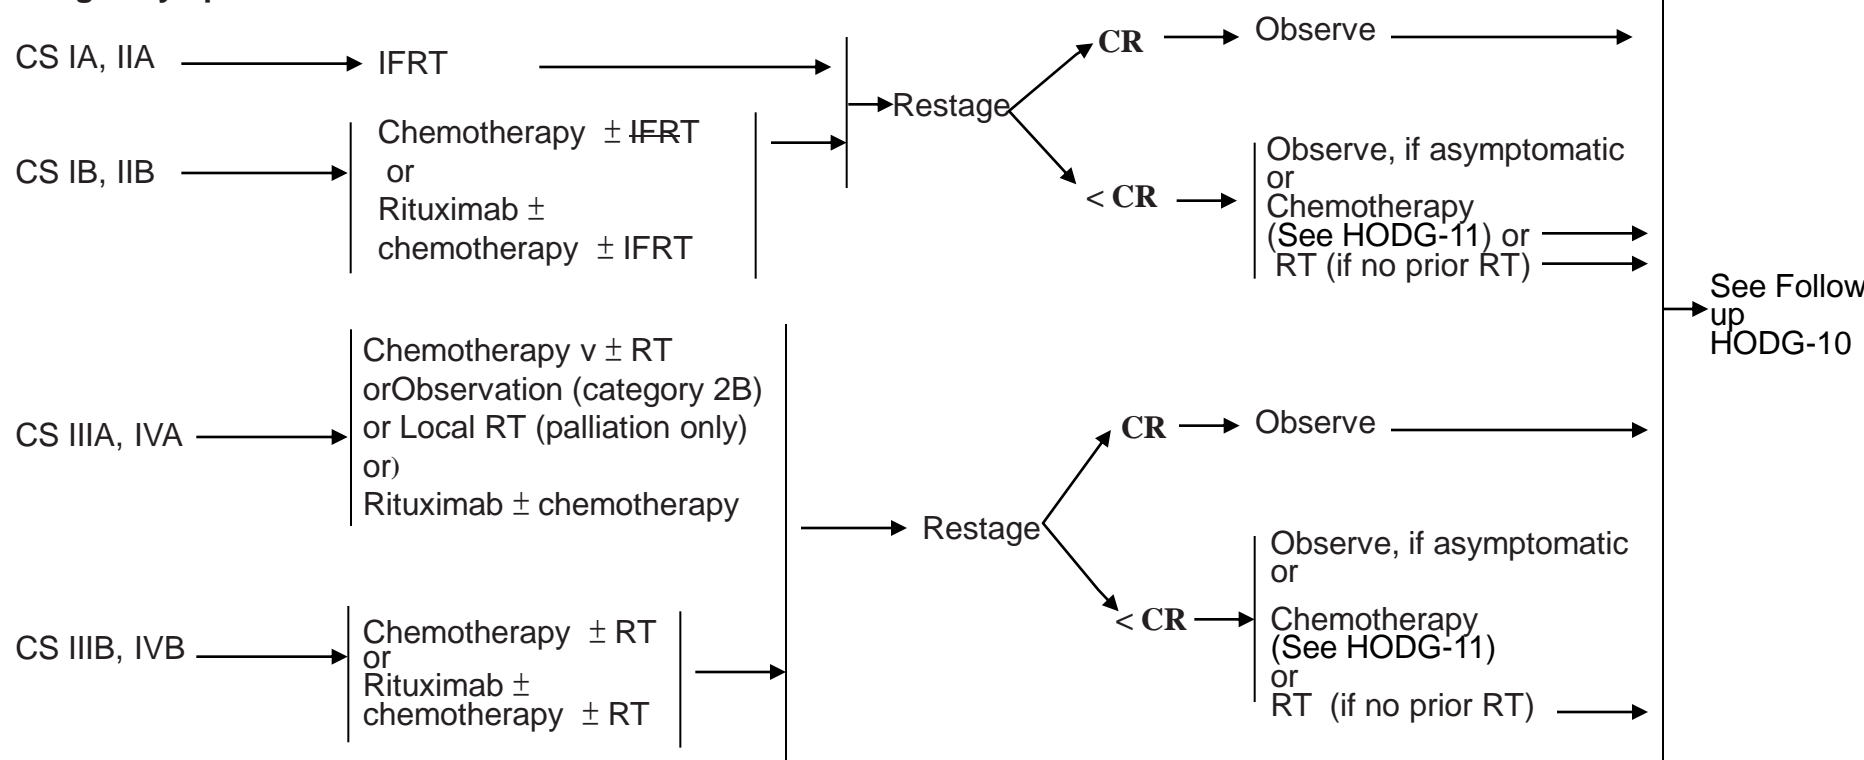 CS IA, IIA
IFRT
CS IB, IIB
Chemotherapy ± IFRT
or
Rituximab ±
chemotherapy ± IFRT
Restage
CR
Observe
< CR
Observe, if asymptomatic
or
Chemotherapy
(See HODG-11) or
RT (if no prior RT)
CS IIIA, IVA
Chemotherapy v ± RT
orObservation (category 2B)
or Local RT (palliation only)
or)
Rituximab ± chemotherapy
CS IIIB, IVB
Chemotherapy ± RT
or
Rituximab ±
chemotherapy ± RT
Restage
CR
Observe
< CR
Observe, if asymptomatic
or
Chemotherapy
(See HODG-11)
or
RT (if no prior RT)
See Follow
up
HODG-10